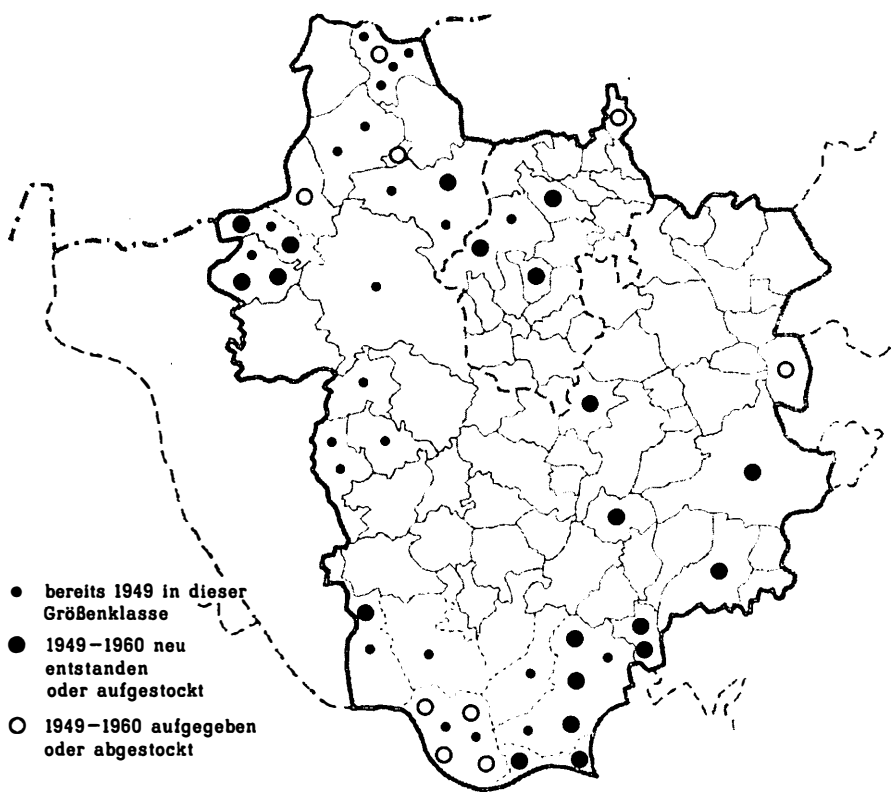 bereits 1949 in dieser
Größenklasse
1949–1960 neu
entstanden
oder aufgestockt
1949–1960 aufgegeben
oder abgestockt